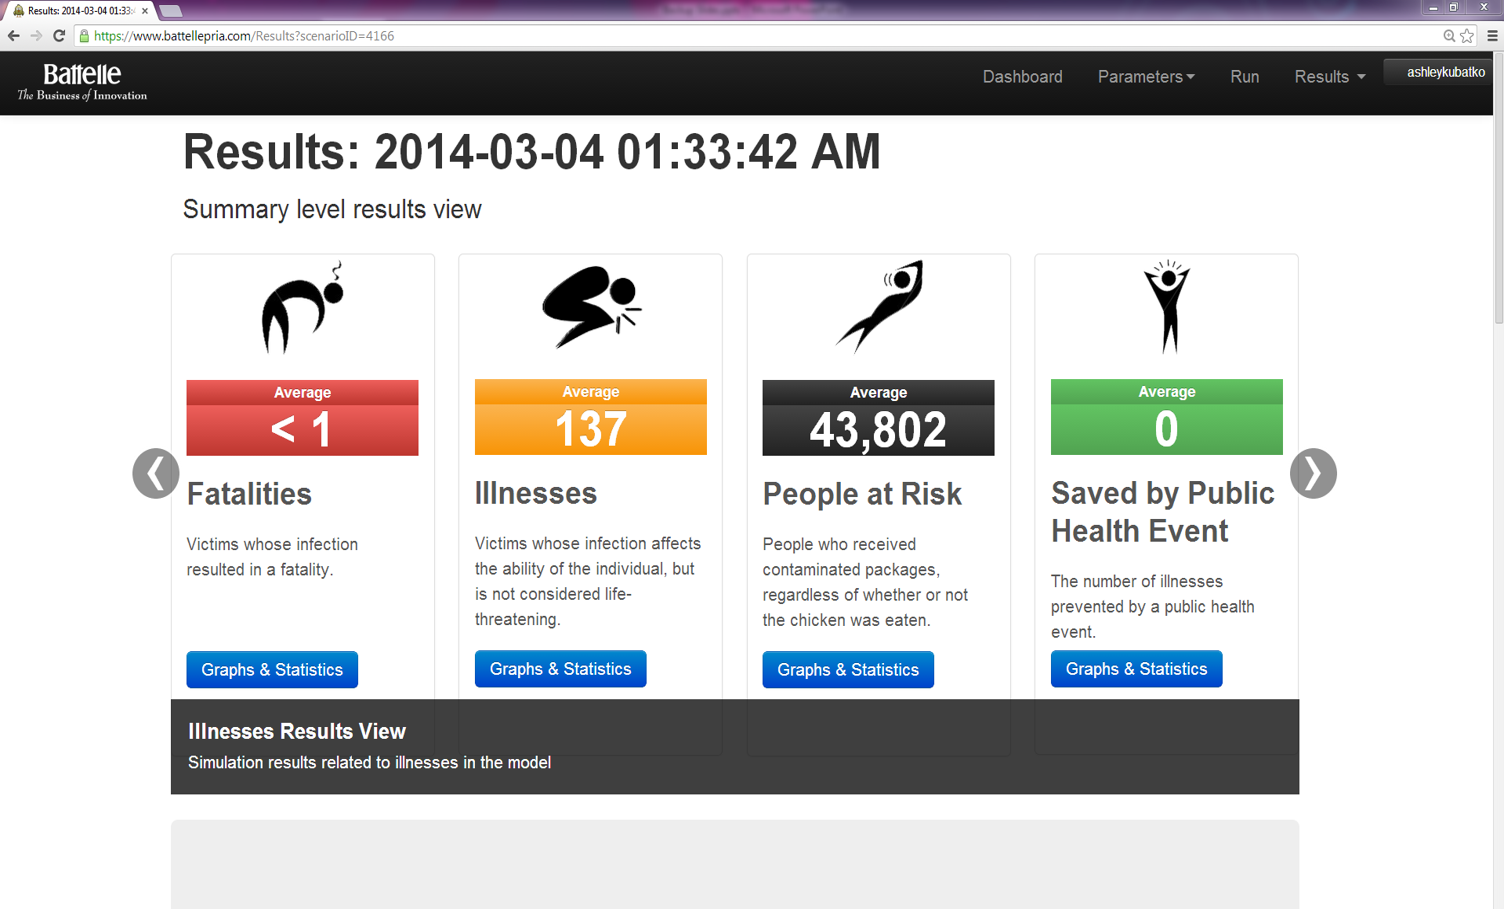 Results: 2014-03-04 01:33:
https://www.battellepria.com/Results?scenarioID=4166
Battelle
The Business of Innovation
Dashboard
Parameters
Run
Results
ashleykubatko
Results: 2014-03-04 01:33:42 AM
Summary level results view
Average
< 1
Fatalities
Victims whose infection
resulted in a fatality.
Graphs & Statistics
Average
137
Illnesses
Victims whose infection affects
the ability of the individual, but
is not considered life-
threatening.
Graphs & Statistics
Average
43,802
People at Risk
People who received
contaminated packages,
regardless of whether or not
the chicken was eaten.
Graphs & Statistics
Average
0
Saved by Public
Health Event
The number of illnesses
prevented by a public health
event.
Graphs & Statistics
Illnesses Results View
Simulation results related to illnesses in the model